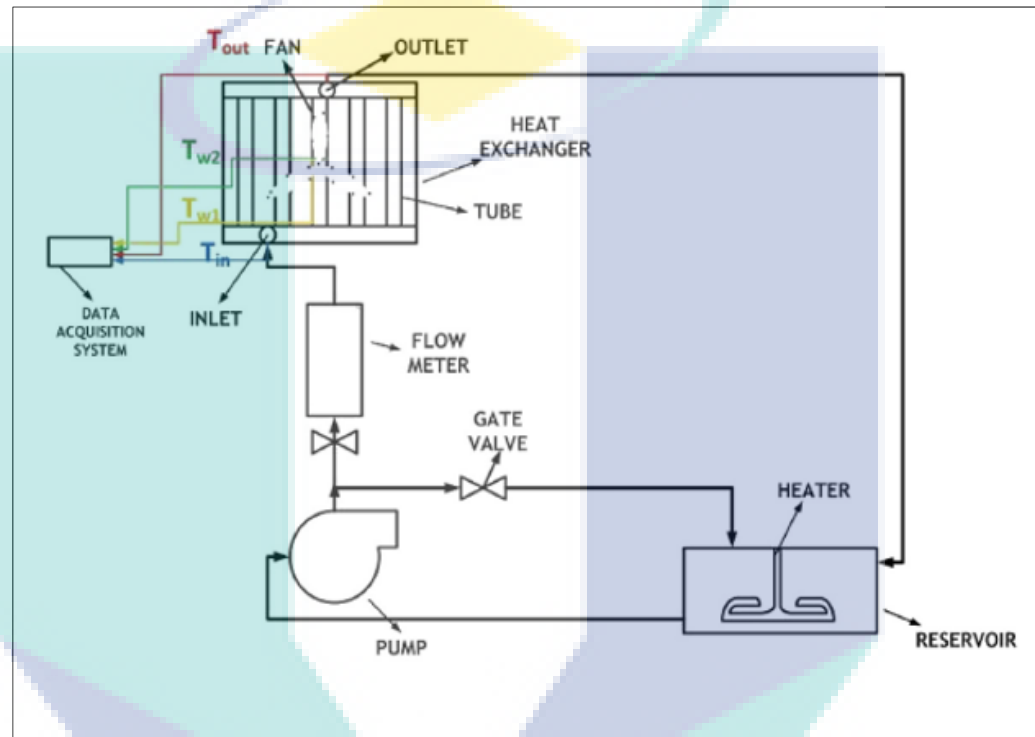 Tout FAN OUTLET
HEAT
EXCHANGER
Tw2
TUBE
Tw1
Tin
DATA
ACQUISITION
SYSTEM
INLET
FLOW
METER
GATE
VALVE
HEATER
PUMP
RESERVOIR